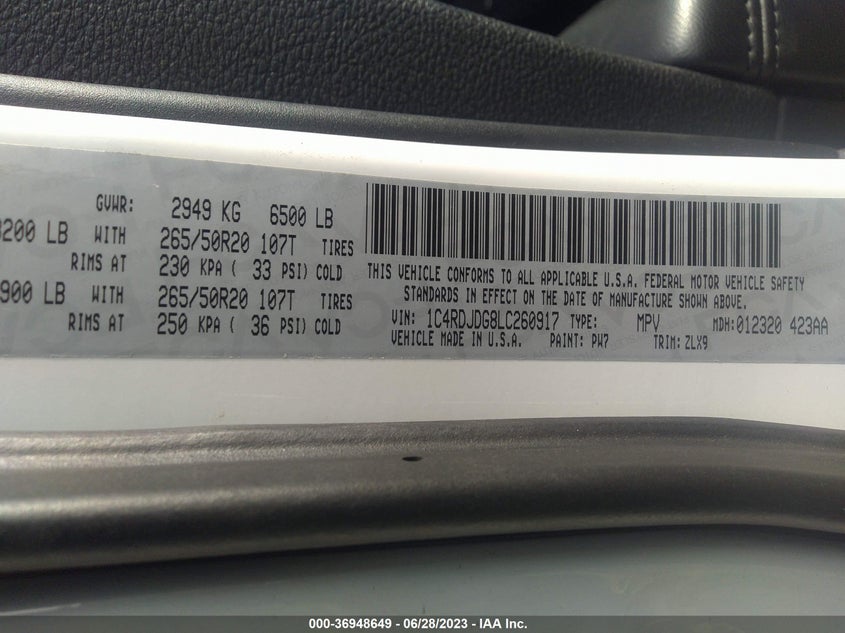 GVWR: 2949 KG 6500 LB
200 LB WITH 265/50R20 107T TIRES
RIMS AT 230 KPA ( 33 PSI) COLD
900 LB WITH 265/50R20 107T TIRES
RIMS AT 250 KPA ( 36 PSI) COLD
THIS VEHICLE CONFORMS TO ALL APPLICABLE U.S.A. FEDERAL MOTOR VEHICLE SAFETY
STANDARDS IN EFFECT ON THE DATE OF MANUFACTURE SHOWN ABOVE.
VIN: 1C4RDJDG8LC260917 TYPE: MPV MDH:012320 423AA
VEHICLE MADE IN U.S.A. PAINT: PW7 TRIM: ZLX9
000-36948649 / 06/28/2023 - IAA Inc.